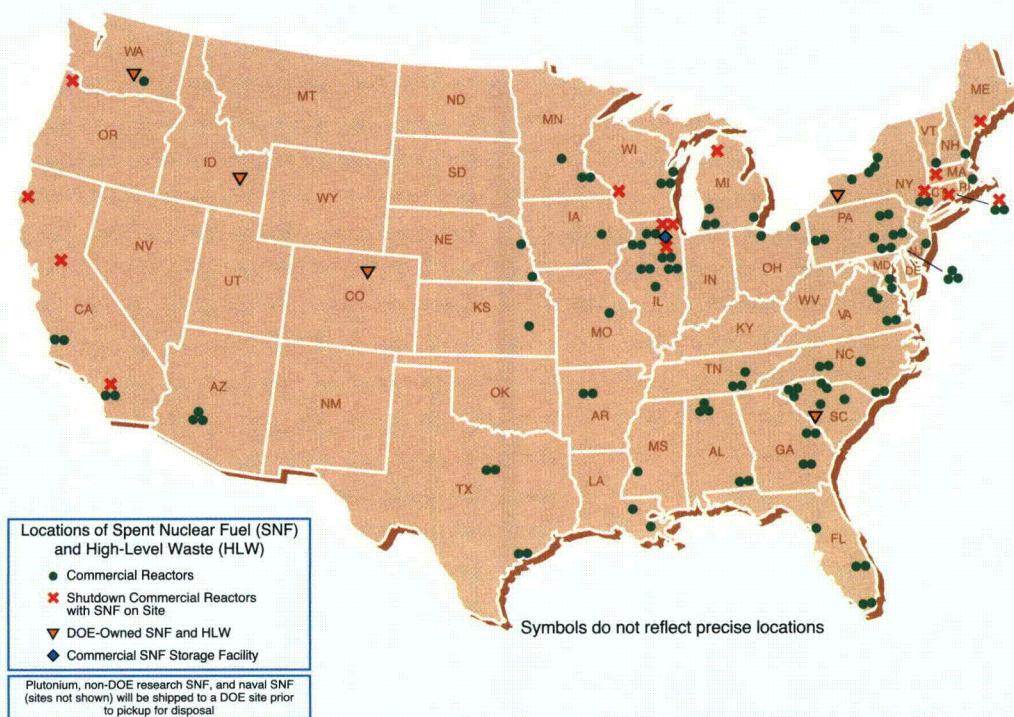 WA
MT
ND
MN
ME
VT
NH
OR
ID
SD
WI
MI
NY
MA
CT
RI
WY
IA
PA
NJ
NE
NV
UT
CO
IL
IN
OH
MD
DE
WV
CA
KS
MO
KY
VA
NC
TN
AZ
NM
OK
AR
SC
MS
AL
GA
TX
LA
FL
Locations of Spent Nuclear Fuel (SNF)
and High-Level Waste (HLW)
Commercial Reactors
Shutdown Commercial Reactors
with SNF on Site
DOE-Owned SNF and HLW
Commercial SNF Storage Facility
Symbols do not reflect precise locations
Plutonium, non-DOE research SNF, and naval SNF
(sites not shown) will be shipped to a DOE site prior
to pickup for disposal